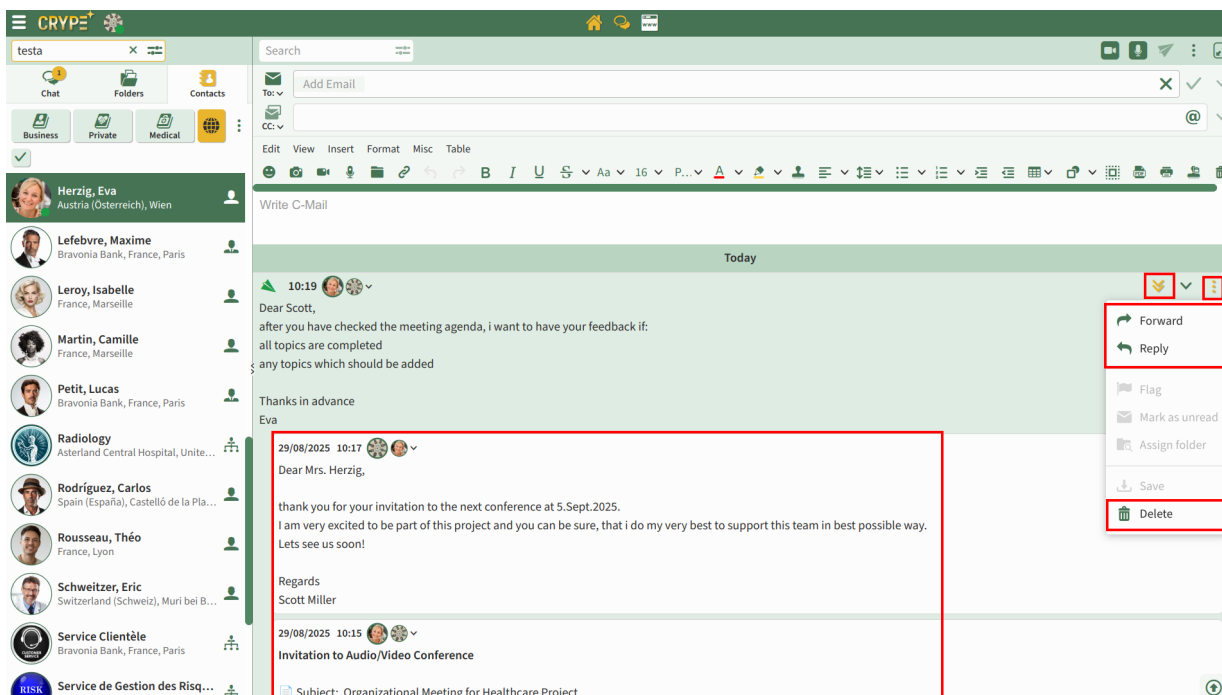 CRYPE+
www
testa
Search
1
Chat
Folders
Contacts
To:
Add Email
CC:
@
Business
Private
Medical
Edit View Insert Format Misc Table
B I U S Aa 16 P... A
Write C-Mail
Herzig, Eva
Austria (Österreich), Wien
Lefebvre, Maxime
Bravonia Bank, France, Paris
Leroy, Isabelle
France, Marseille
Martin, Camille
France, Marseille
Petit, Lucas
Bravonia Bank, France, Paris
Radiology
Asterland Central Hospital, Unite...
Rodríguez, Carlos
Spain (España), Castelló de la Pla...
Rousseau, Théo
France, Lyon
Schweitzer, Eric
Switzerland (Schweiz), Muri bei B...
CUSTOMER SERVICE
Service Clientèle
Bravonia Bank, France, Paris
RISK
Service de Gestion des Risq...
Today
10:19
Dear Scott,
after you have checked the meeting agenda, i want to have your feedback if:
all topics are completed
any topics which should be added
Thanks in advance
Eva
29/08/2025 10:17
Dear Mrs. Herzig,
thank you for your invitation to the next conference at 5.Sept.2025.
I am very excited to be part of this project and you can be sure, that i do my very best to support this team in best possible way.
Lets see us soon!
Regards
Scott Miller
29/08/2025 10:15
Invitation to Audio/Video Conference
Subject: Organizational Meeting for Healthcare Project
Forward
Reply
Flag
Mark as unread
Assign folder
Save
Delete